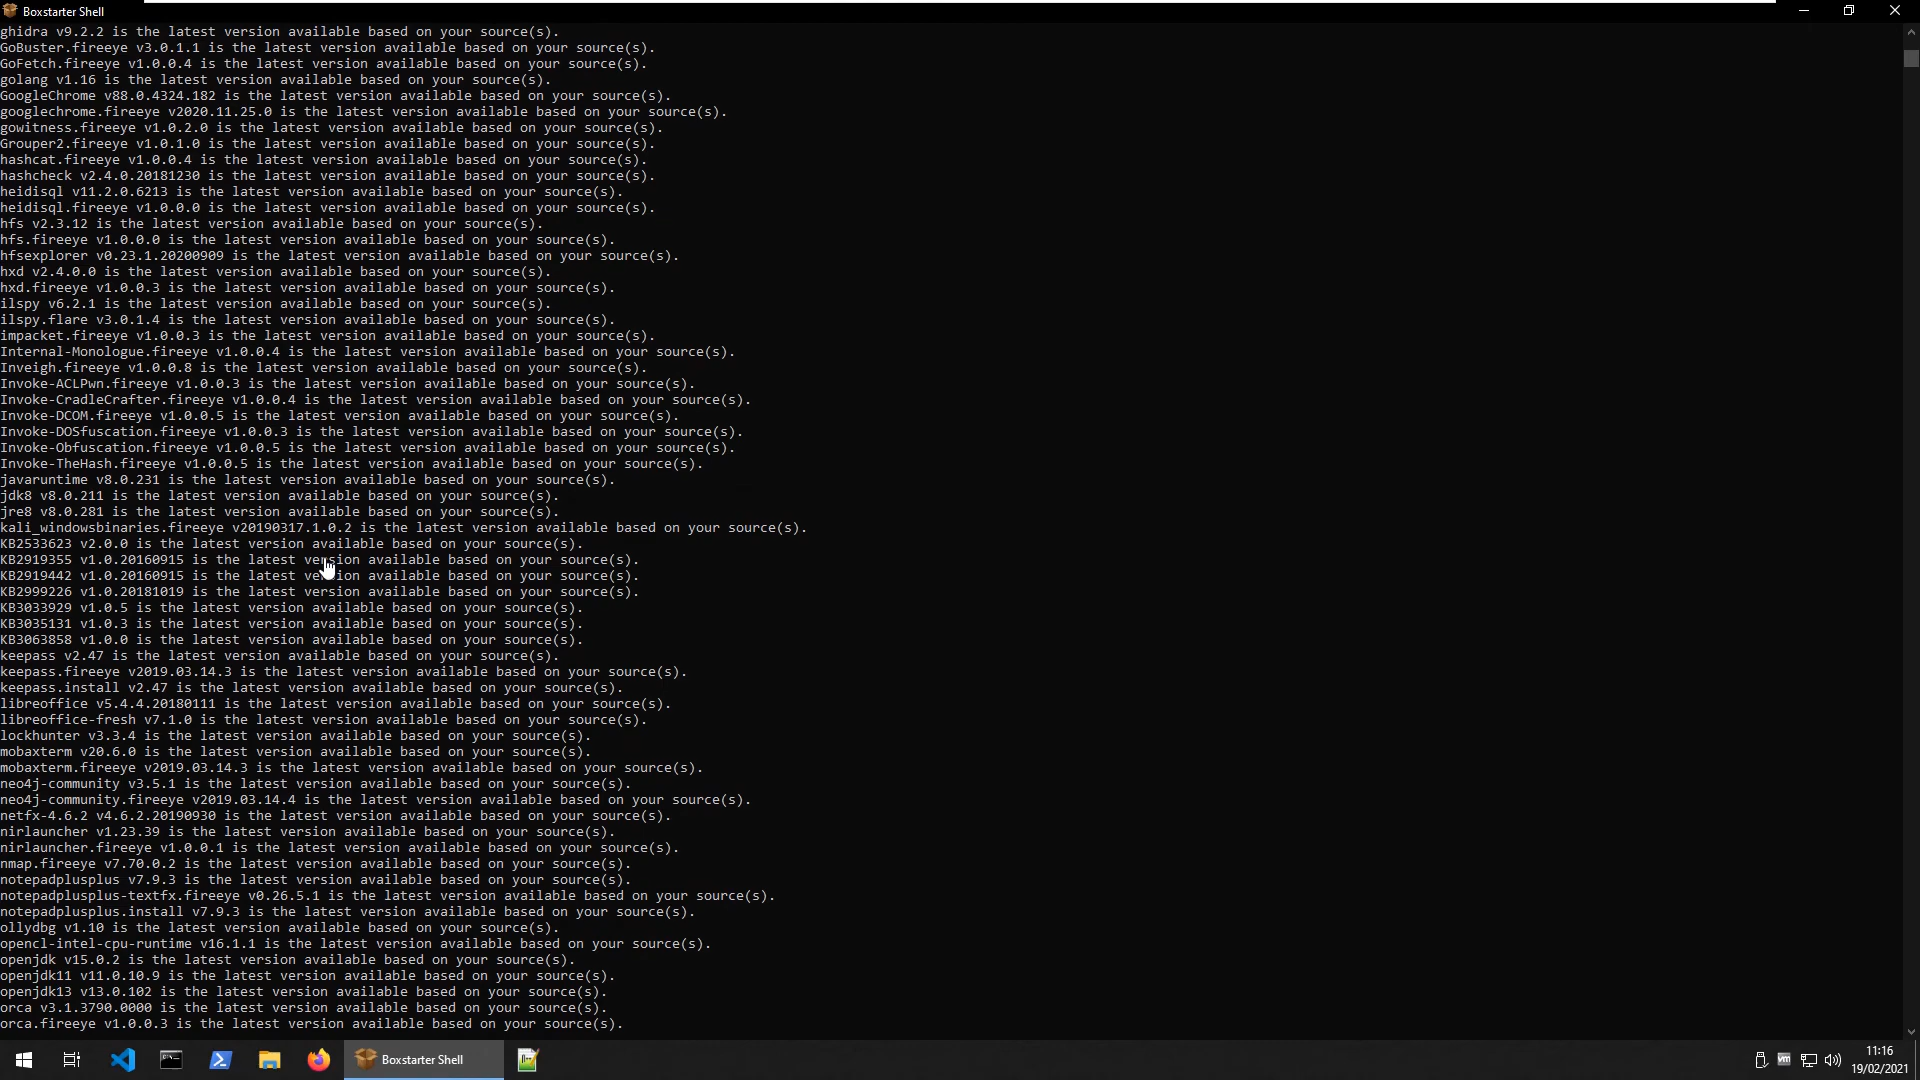 Boxstarter Shell
ghidra v9.2.2 is the latest version available based on your source(s).
GoBuster.fireeye v3.0.1.1 is the latest version available based on your source(s).
GoFetch.fireeye v1.0.0.4 is the latest version available based on your source(s).
golang v1.16 is the latest version available based on your source(s).
GoogleChrome v88.0.4324.182 is the latest version available based on your source(s).
googlechrome.fireeye v2020.11.25.0 is the latest version available based on your source(s).
gowitness.fireeye v1.0.2.0 is the latest version available based on your source(s).
Grouper2.fireeye v1.0.1.0 is the latest version available based on your source(s).
hashcat.fireeye v1.0.0.4 is the latest version available based on your source(s).
hashcheck v2.4.0.20181230 is the latest version available based on your source(s).
heidisql v11.2.0.6213 is the latest version available based on your source(s).
heidisql.fireeye v1.0.0.0 is the latest version available based on your source(s).
hfs v2.3.12 is the latest version available based on your source(s).
hfs.fireeye v1.0.0.0 is the latest version available based on your source(s).
hfsexplorer v0.23.1.20200909 is the latest version available based on your source(s).
hxd v2.4.0.0 is the latest version available based on your source(s).
hxd.fireeye v1.0.0.3 is the latest version available based on your source(s).
ilspy v6.2.1 is the latest version available based on your source(s).
ilspy.flare v3.0.1.4 is the latest version available based on your source(s).
impacket.fireeye v1.0.0.3 is the latest version available based on your source(s).
Internal-Monologue.fireeye v1.0.0.4 is the latest version available based on your source(s).
Inveigh.fireeye v1.0.0.8 is the latest version available based on your source(s).
Invoke-ACLPwn.fireeye v1.0.0.3 is the latest version available based on your source(s).
Invoke-CradleCrafter.fireeye v1.0.0.4 is the latest version available based on your source(s).
Invoke-DCOM.fireeye v1.0.0.5 is the latest version available based on your source(s).
Invoke-DOSfuscation.fireeye v1.0.0.3 is the latest version available based on your source(s).
Invoke-Obfuscation.fireeye v1.0.0.5 is the latest version available based on your source(s).
Invoke-TheHash.fireeye v1.0.0.5 is the latest version available based on your source(s).
javaruntime v8.0.231 is the latest version available based on your source(s).
jdk8 v8.0.211 is the latest version available based on your source(s).
jre8 v8.0.281 is the latest version available based on your source(s).
kali_windowsbinaries.fireeye v20190317.1.0.2 is the latest version available based on your source(s).
KB2533623 v2.0.0 is the latest version available based on your source(s).
KB2919355 v1.0.20160915 is the latest version available based on your source(s).
KB2919442 v1.0.20160915 is the latest version available based on your source(s).
KB2999226 v1.0.20181019 is the latest version available based on your source(s).
KB3033929 v1.0.5 is the latest version available based on your source(s).
KB3035131 v1.0.3 is the latest version available based on your source(s).
KB3063858 v1.0.0 is the latest version available based on your source(s).
keepass v2.47 is the latest version available based on your source(s).
keepass.fireeye v2019.03.14.3 is the latest version available based on your source(s).
keepass.install v2.47 is the latest version available based on your source(s).
libreoffice v5.4.4.20180111 is the latest version available based on your source(s).
libreoffice-fresh v7.1.0 is the latest version available based on your source(s).
lockhunter v3.3.4 is the latest version available based on your source(s).
mobaxterm v20.6.0 is the latest version available based on your source(s).
mobaxterm.fireeye v2019.03.14.3 is the latest version available based on your source(s).
neo4j-community v3.5.1 is the latest version available based on your source(s).
neo4j-community.fireeye v2019.03.14.4 is the latest version available based on your source(s).
netfx-4.6.2 v4.6.2.20190930 is the latest version available based on your source(s).
nirlauncher v1.23.39 is the latest version available based on your source(s).
nirlauncher.fireeye v1.0.0.1 is the latest version available based on your source(s).
nmap.fireeye v7.70.0.2 is the latest version available based on your source(s).
notepadplusplus v7.9.3 is the latest version available based on your source(s).
notepadplusplus-textfx.fireeye v0.26.5.1 is the latest version available based on your source(s).
notepadplusplus.install v7.9.3 is the latest version available based on your source(s).
ollydbg v1.10 is the latest version available based on your source(s).
opencl-intel-cpu-runtime v16.1.1 is the latest version available based on your source(s).
openjdk v15.0.2 is the latest version available based on your source(s).
openjdk11 v11.0.10.9 is the latest version available based on your source(s).
openjdk13 v13.0.102 is the latest version available based on your source(s).
orca v3.1.3790.0000 is the latest version available based on your source(s).
orca.fireeye v1.0.0.3 is the latest version available based on your source(s).
Boxstarter Shell
11:16
19/02/2021